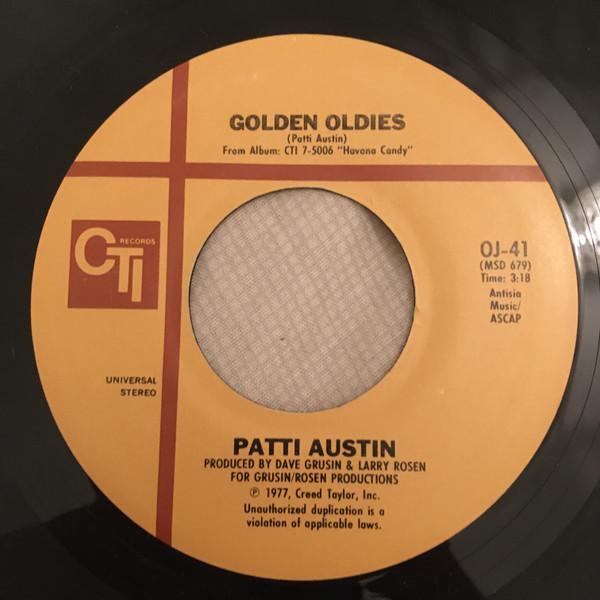 GOLDEN OLDIES
(Patti Austin)
From Album: CTI 7-5006 "Havana Candy"
CTI RECORDS
OJ-41
(MSD 679)
Time: 3:18
Antisia
Music/
ASCAP
UNIVERSAL
STEREO
PATTI AUSTIN
PRODUCED BY DAVE GRUSIN & LARRY ROSEN
FOR GRUSIN/ROSEN PRODUCTIONS
℗ 1977, Creed Taylor, Inc.
Unauthorized duplication is a
violation of applicable laws.